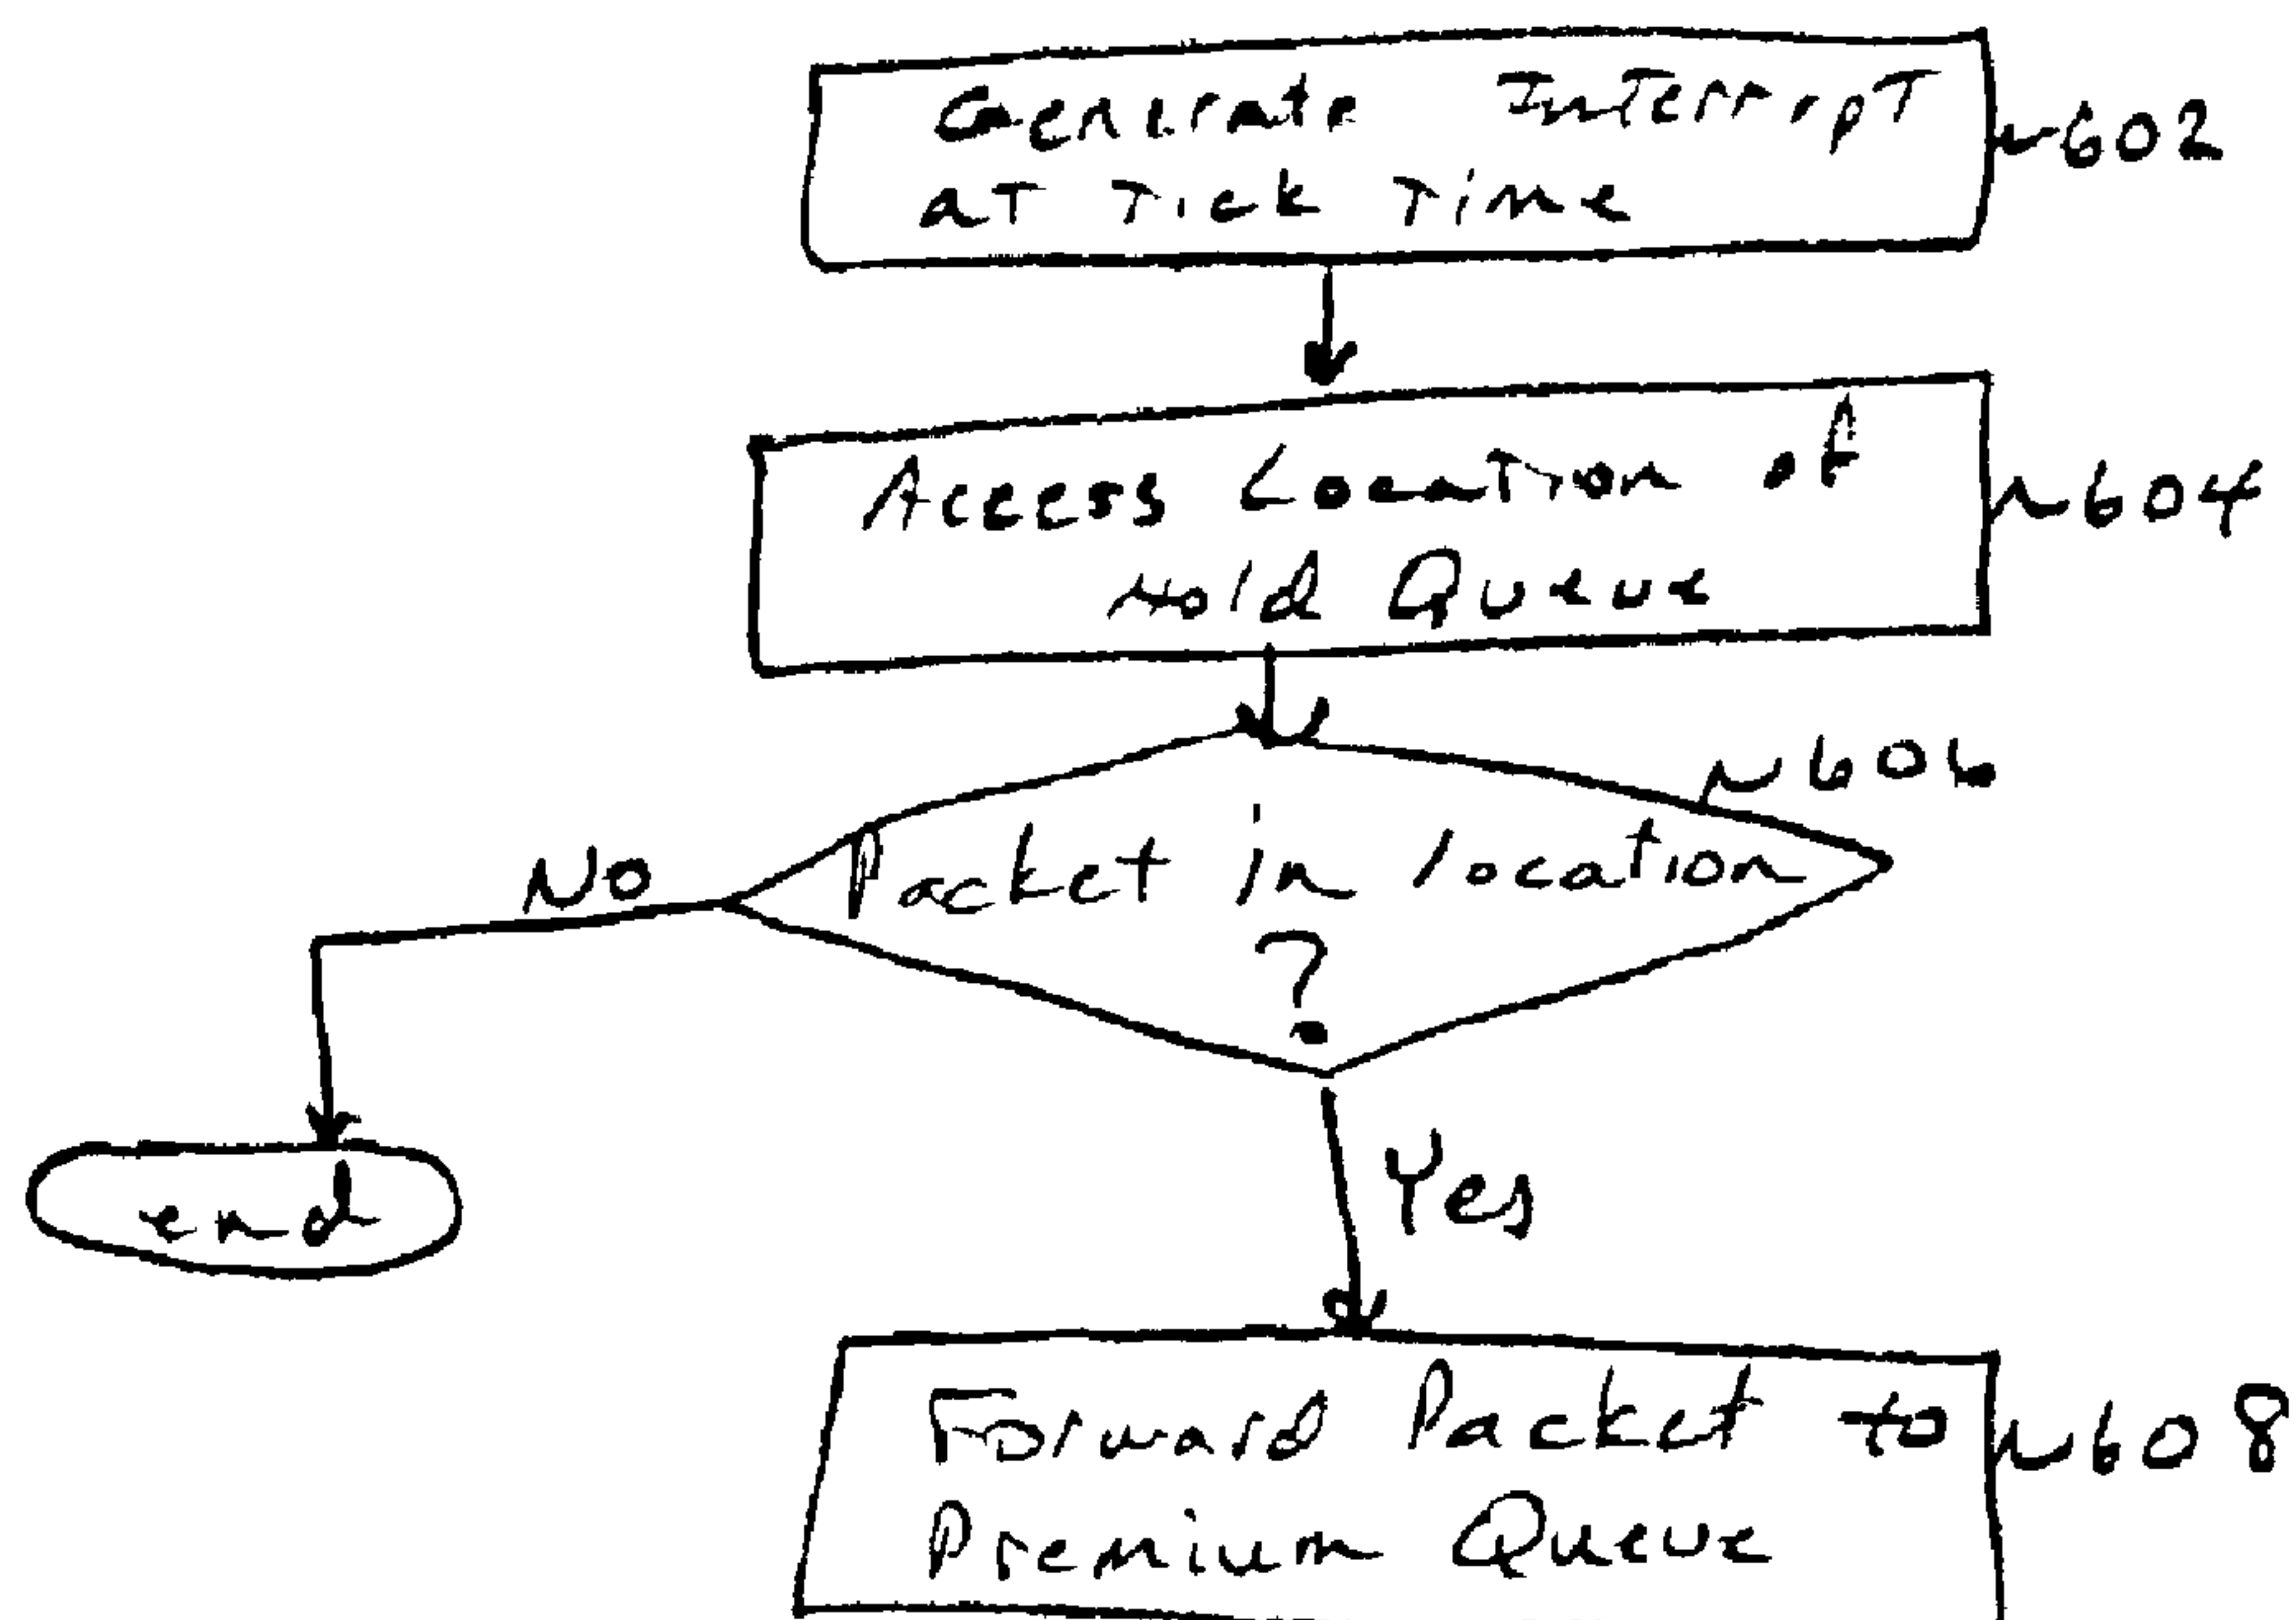 Generate Interrupt
at Tick Time
602
Access Location of
Hold Queue
604
606
Packet in location
?
No
end
Yes
Forward Packet to
Premium Queue
608